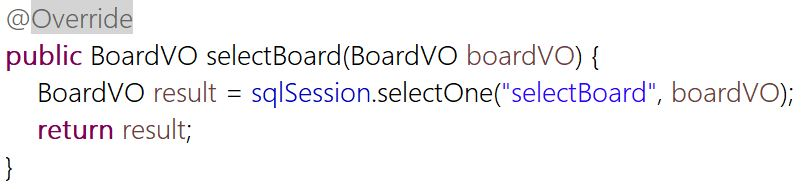 @Override
public BoardVO selectBoard(BoardVO boardVO) {
    BoardVO result = sqlSession.selectOne("selectBoard", boardVO);
    return result;
}